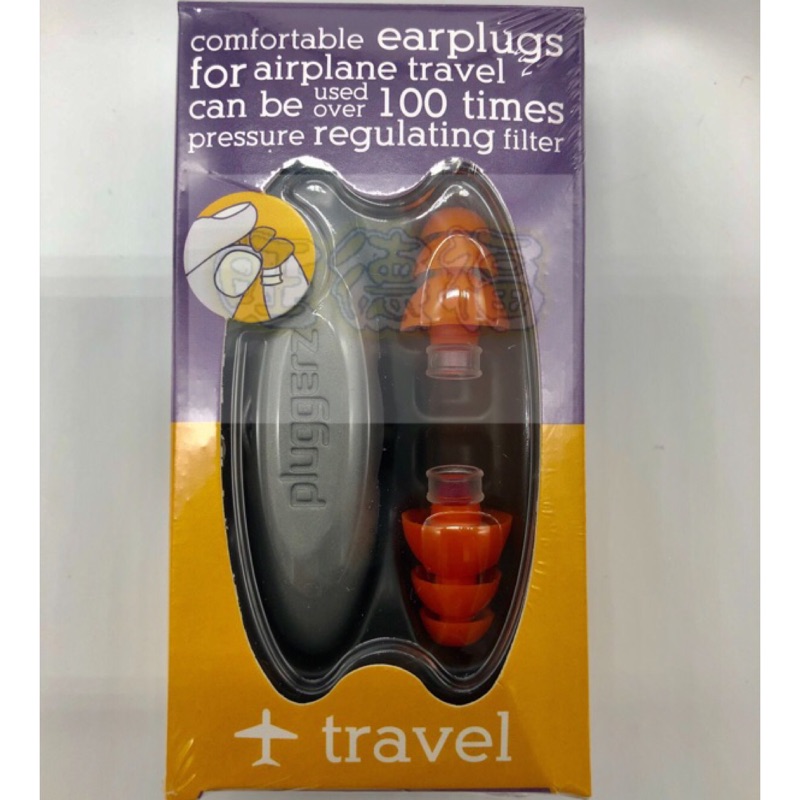 comfortable earplugs
for airplane travel
can be used over 100 times
pressure regulating filter
pluggerz
travel